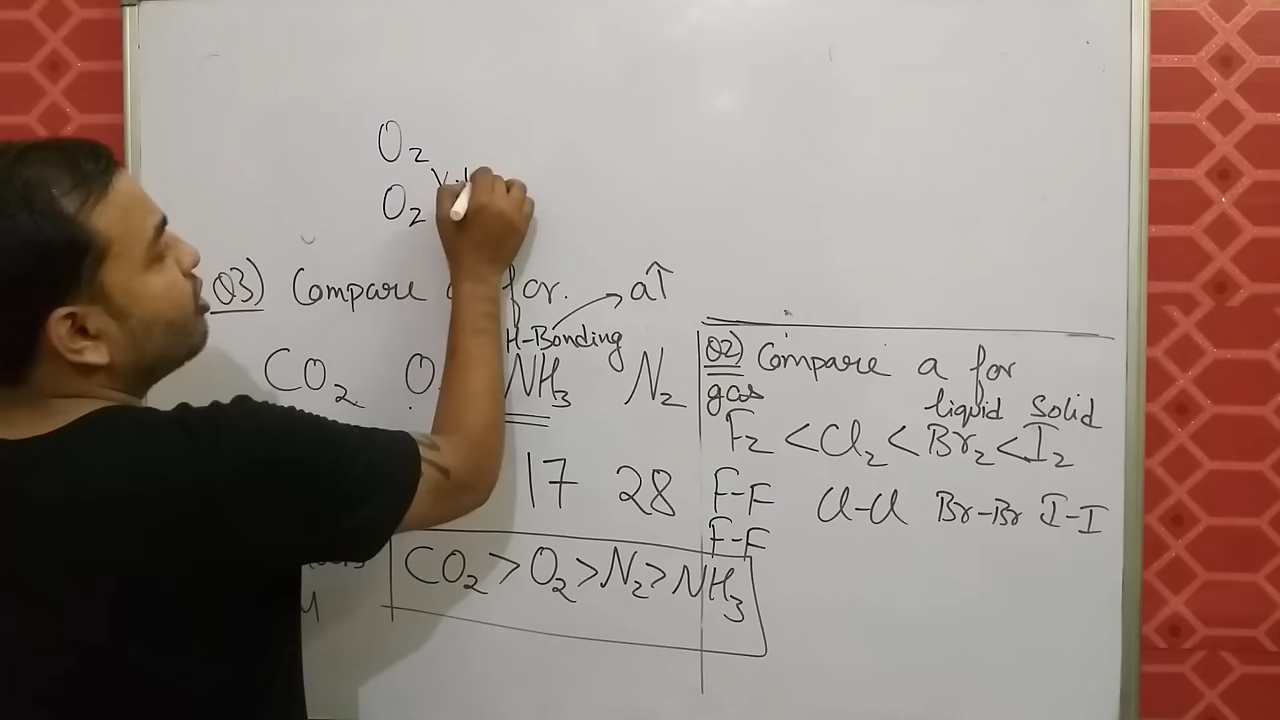 O2
O2
Q3) Compare for. a↑
H-Bonding
CO2 NH3 N2
17 28
CO2 > O2 > N2 > NH3
Q2) Compare a for
gas liquid Solid
F2 < Cl2 < Br2 < I2
F-F Cl-Cl Br-Br I-I
F-F